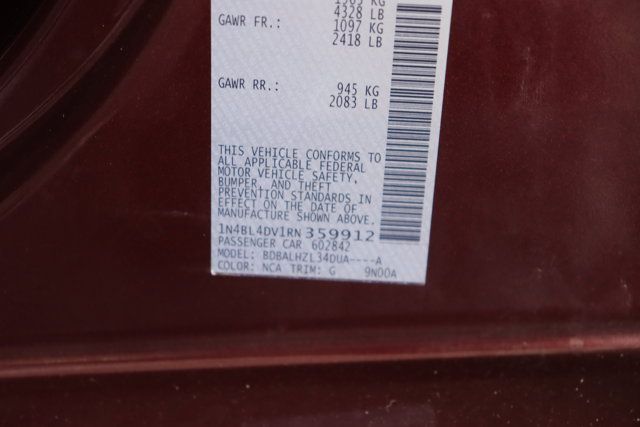 4328 LB
GAWR FR.: 1097 KG
2418 LB
GAWR RR.: 945 KG
2083 LB
THIS VEHICLE CONFORMS TO
ALL APPLICABLE FEDERAL
MOTOR VEHICLE SAFETY,
BUMPER, AND THEFT
PREVENTION STANDARDS IN
EFFECT ON THE DATE OF
MANUFACTURE SHOWN ABOVE.
1N4BL4DV1RN359912
PASSENGER CAR 602842
MODEL: BDBALHZL34DUA----A
COLOR: NCA TRIM: G 9N00A